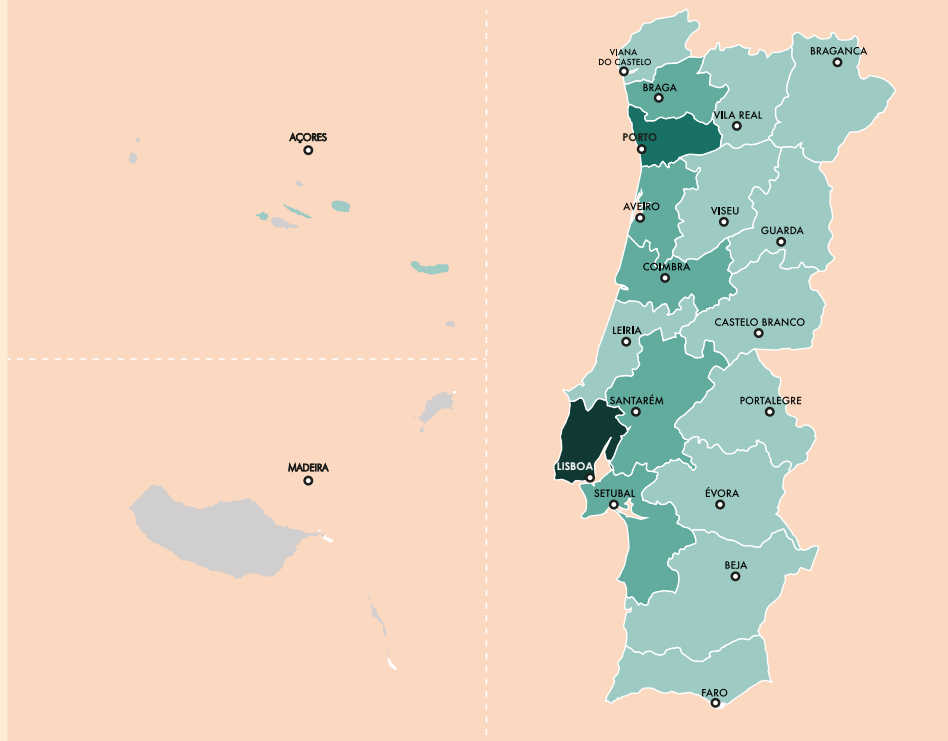 AÇORES
MADEIRA
VIANA
DO CASTELO
BRAGANCA
BRAGA
VILA REAL
PORTO
AVEIRO
VISEU
GUARDA
COIMBRA
LEIRIA
CASTELO BRANCO
SANTARÉM
PORTALEGRE
LISBOA
SETUBAL
ÉVORA
BEJA
FARO